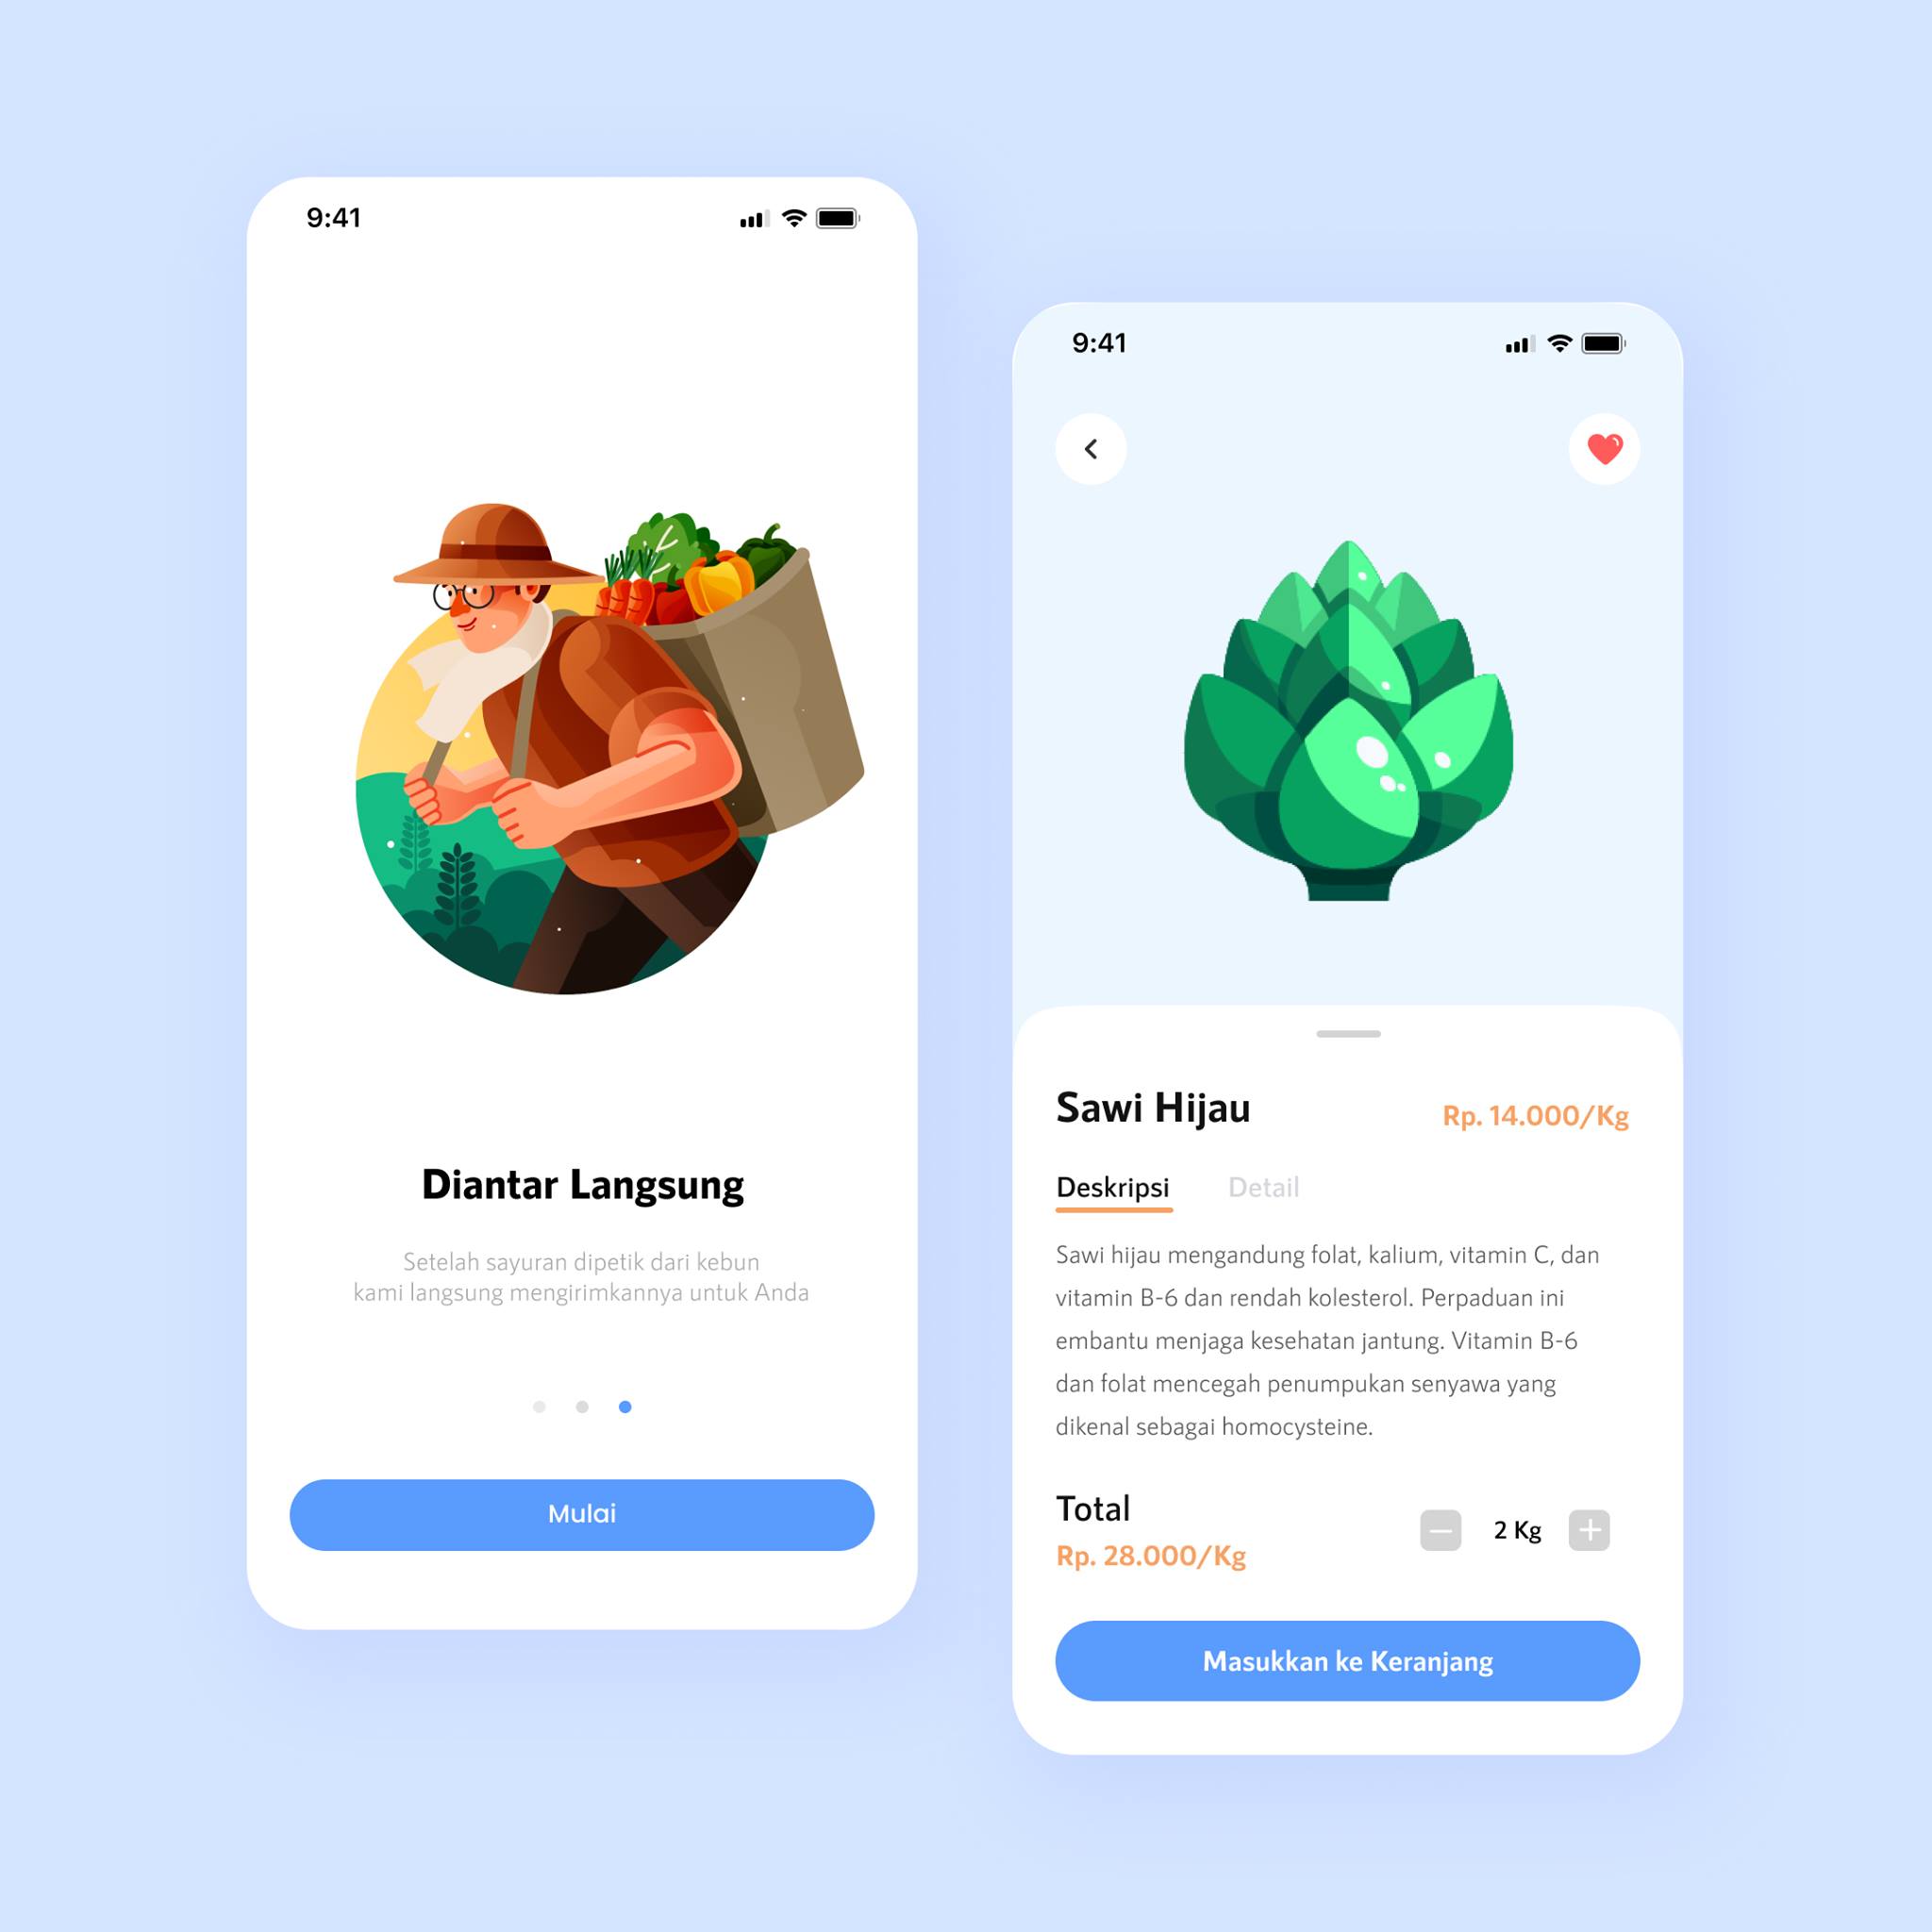 9:41
Diantar Langsung
Setelah sayuran dipetik dari kebun
kami langsung mengirimkannya untuk Anda
Mulai
9:41
Sawi Hijau
Rp. 14.000/Kg
Deskripsi
Detail
Sawi hijau mengandung folat, kalium, vitamin C, dan
vitamin B-6 dan rendah kolesterol. Perpaduan ini
embantu menjaga kesehatan jantung. Vitamin B-6
dan folat mencegah penumpukan senyawa yang
dikenal sebagai homocysteine.
Total
Rp. 28.000/Kg
2 Kg
Masukkan ke Keranjang